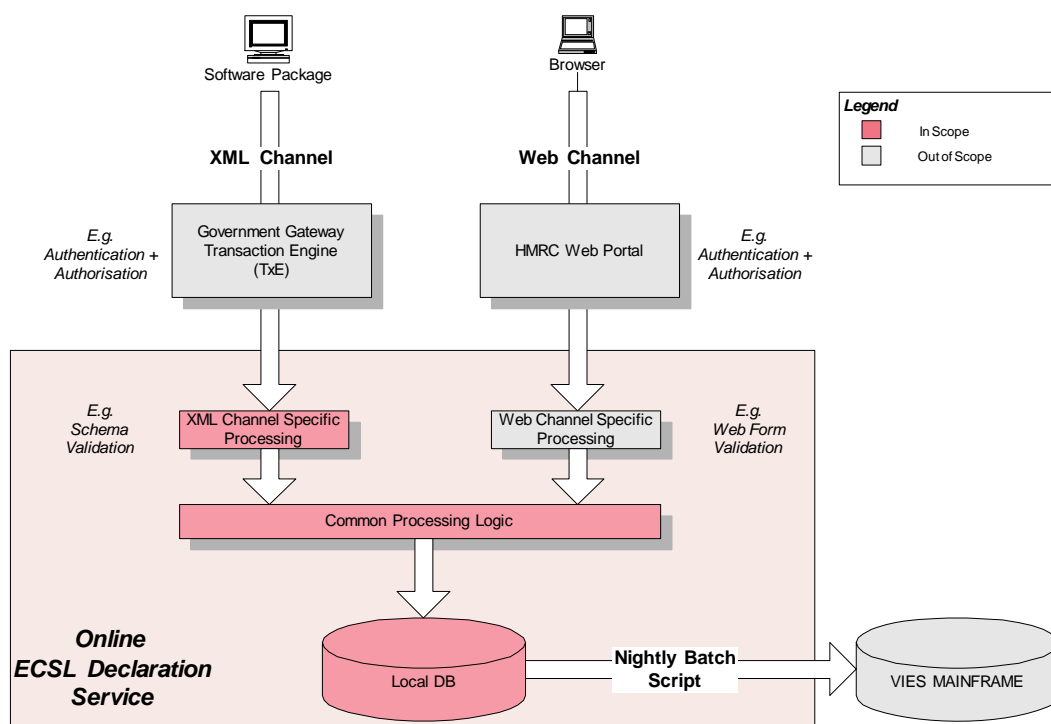 Software Package
Browser
Legend
In Scope
Out of Scope
XML Channel
Web Channel
E.g.
Authentication +
Authorisation
Government Gateway
Transaction Engine
(TxE)
HMRC Web Portal
E.g.
Authentication +
Authorisation
E.g.
Schema
Validation
XML Channel Specific
Processing
Web Channel Specific
Processing
E.g.
Web Form
Validation
Common Processing Logic
Online
ECSL Declaration
Service
Local DB
Nightly Batch
Script
VIES MAINFRAME